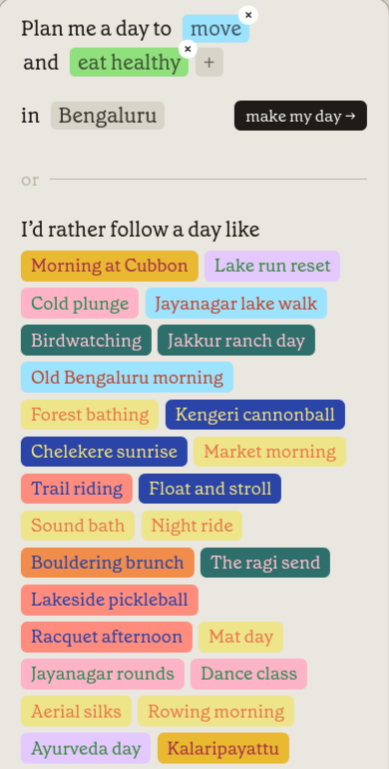 Plan me a day to move ×
and eat healthy × +
in Bengaluru make my day →
or
I’d rather follow a day like
Morning at Cubbon Lake run reset
Cold plunge Jayanagar lake walk
Birdwatching Jakkur ranch day
Old Bengaluru morning
Forest bathing Kengeri cannonball
Chelekere sunrise Market morning
Trail riding Float and stroll
Sound bath Night ride
Bouldering brunch The ragi send
Lakeside pickleball
Racquet afternoon Mat day
Jayanagar rounds Dance class
Aerial silks Rowing morning
Ayurveda day Kalaripayattu